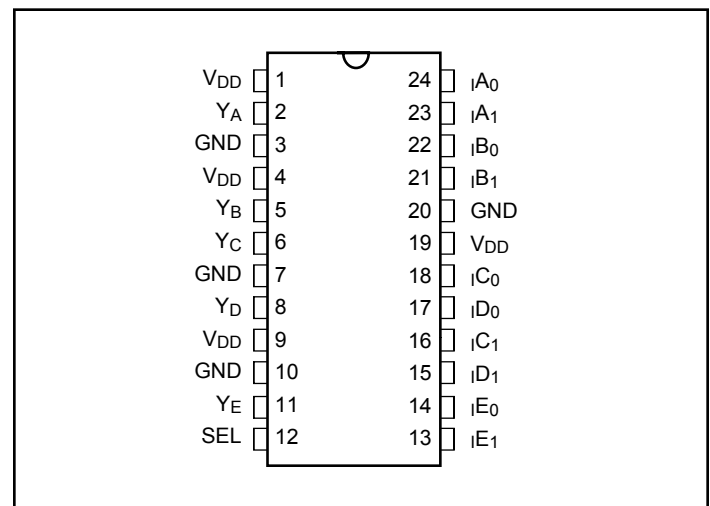 VDD 1 24 IA0
YA 2 23 IA1
GND 3 22 IB0
VDD 4 21 IB1
YB 5 20 GND
YC 6 19 VDD
GND 7 18 IC0
YD 8 17 ID0
VDD 9 16 IC1
GND 10 15 ID1
YE 11 14 IE0
SEL 12 13 IE1